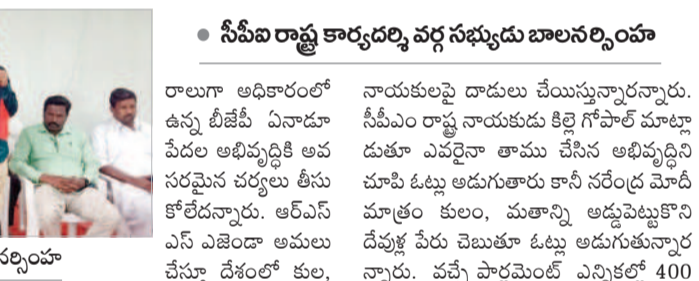 ● సీపీఐ రాష్ట్ర కార్యదర్శి వర్గ సభ్యుడు బాలనర్సింహ
నర్సింహ
రాలుగా అధికారంలో
ఉన్న బీజేపీ ఏనాడూ
పేదల అభివృద్ధికి అవ
సరమైన చర్యలు తీసు
కోలేదన్నారు. ఆర్ఎస్
ఎస్ ఎజెండా అమలు
చేస్తూ దేశంలో కుల,
నాయకులపై దాడులు చేయిస్తున్నారన్నారు.
సీపీఎం రాష్ట్ర నాయకుడు కిల్లె గోపాల్ మాట్లా
డుతూ ఎవరైనా తాము చేసిన అభివృద్ధిని
చూపి ఓట్లు అడుగుతారు కానీ నరేంద్ర మోదీ
మాత్రం కులం, మతాన్ని అడ్డుపెట్టుకొని
దేవుళ్ల పేరు చెబుతూ ఓట్లు అడుగుతున్నార
న్నారు. వచ్చే పార్లమెంట్ ఎన్నికల్లో 400